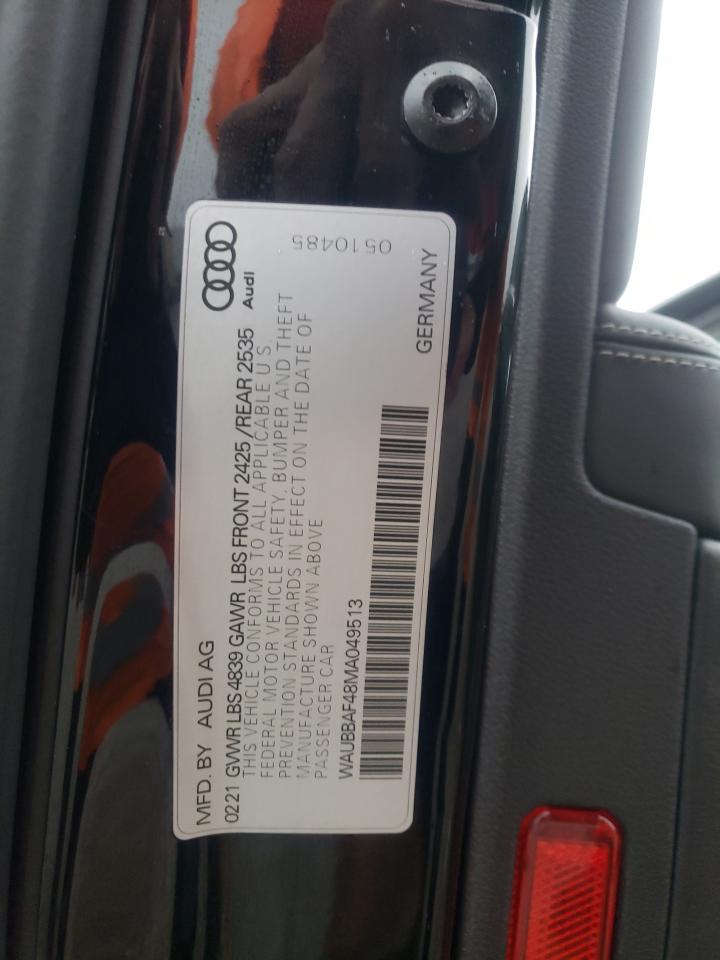 MFD. BY AUDI AG
Audi
0221 GVWR LBS 4839 GAWR LBS FRONT 2425 /REAR 2535
THIS VEHICLE CONFORMS TO ALL APPLICABLE U S
FEDERAL MOTOR VEHICLE SAFETY, BUMPER AND THEFT
PREVENTION STANDARDS IN EFFECT ON THE DATE OF
MANUFACTURE SHOWN ABOVE
PASSENGER CAR
WAUBBAF48MA049513
0510485
GERMANY